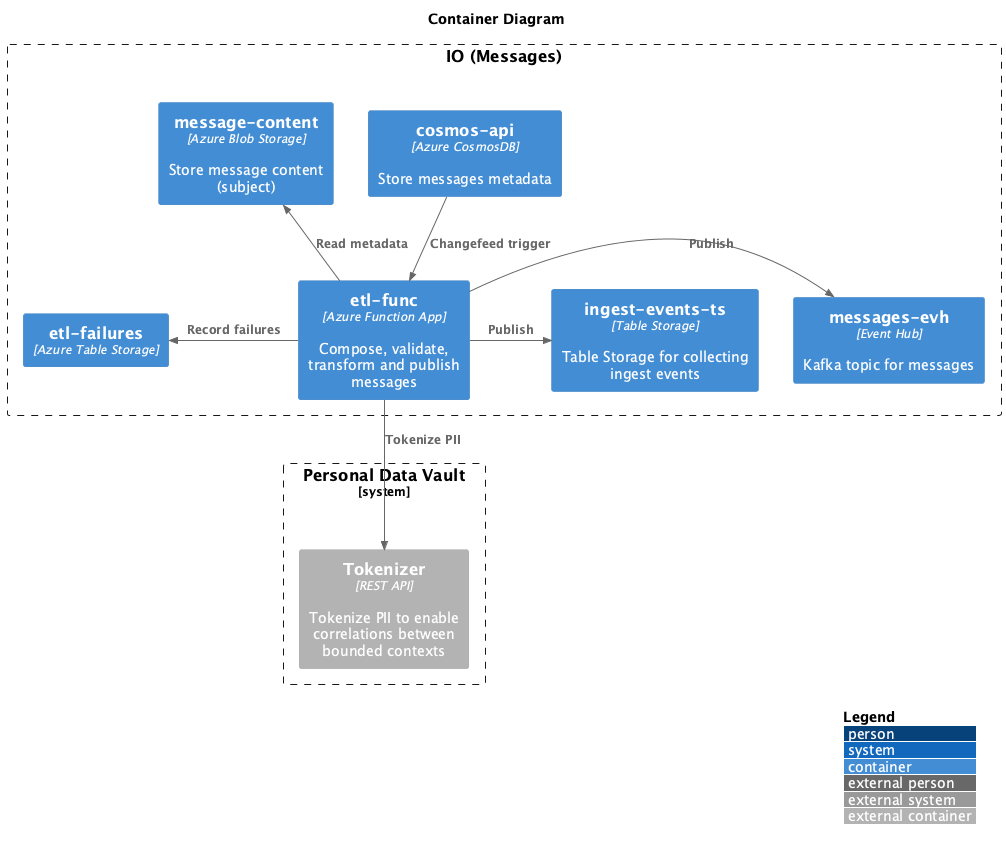 Container Diagram
IO (Messages)
message-content
[Azure Blob Storage]
Store message content
(subject)
cosmos-api
[Azure CosmosDB]
Store messages metadata
Read metadata
Changefeed trigger
Publish
etl-failures
[Azure Table Storage]
Record failures
etl-func
[Azure Function App]
Compose, validate,
transform and publish
messages
Publish
ingest-events-ts
[Table Storage]
Table Storage for collecting
ingest events
messages-evh
[Event Hub]
Kafka topic for messages
Tokenize PII
Personal Data Vault
[system]
Tokenizer
[REST API]
Tokenize PII to enable
correlations between
bounded contexts
Legend
person
system
container
external person
external system
external container